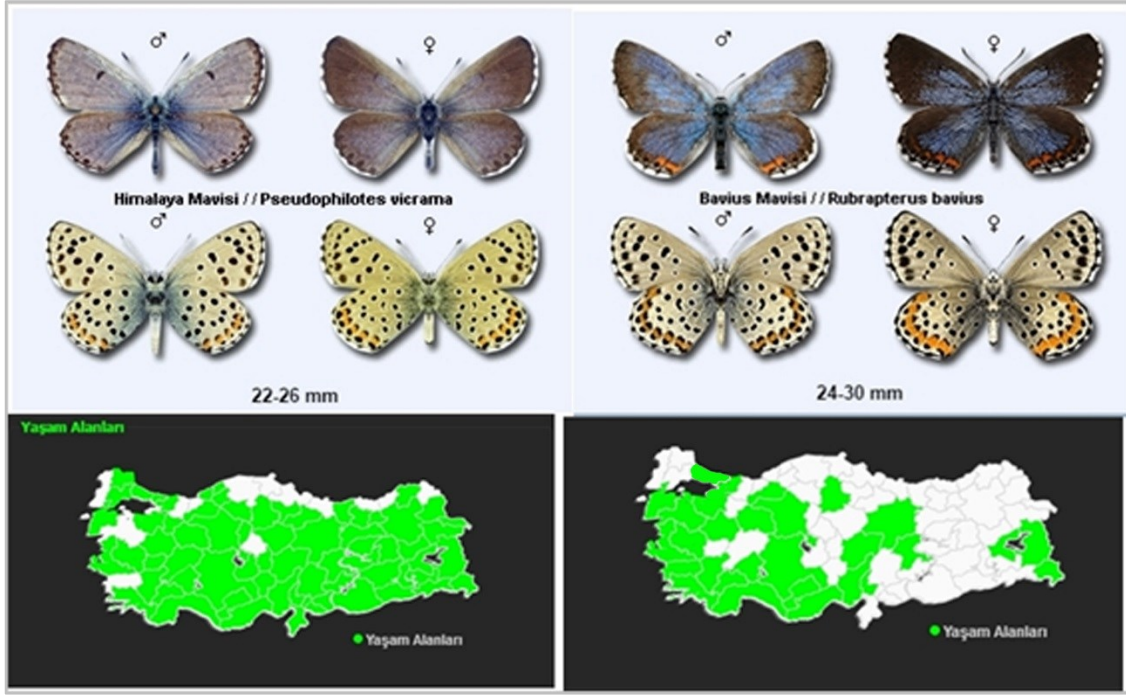 ♂ ♀
Himalaya Mavisi // Pseudophilotes vicrama
♂ ♀
22-26 mm
♂ ♀
Bavius Mavisi // Rubrapterus bavius
♂ ♀
24-30 mm
Yaşam Alanları
Yaşam Alanları
Yaşam Alanları